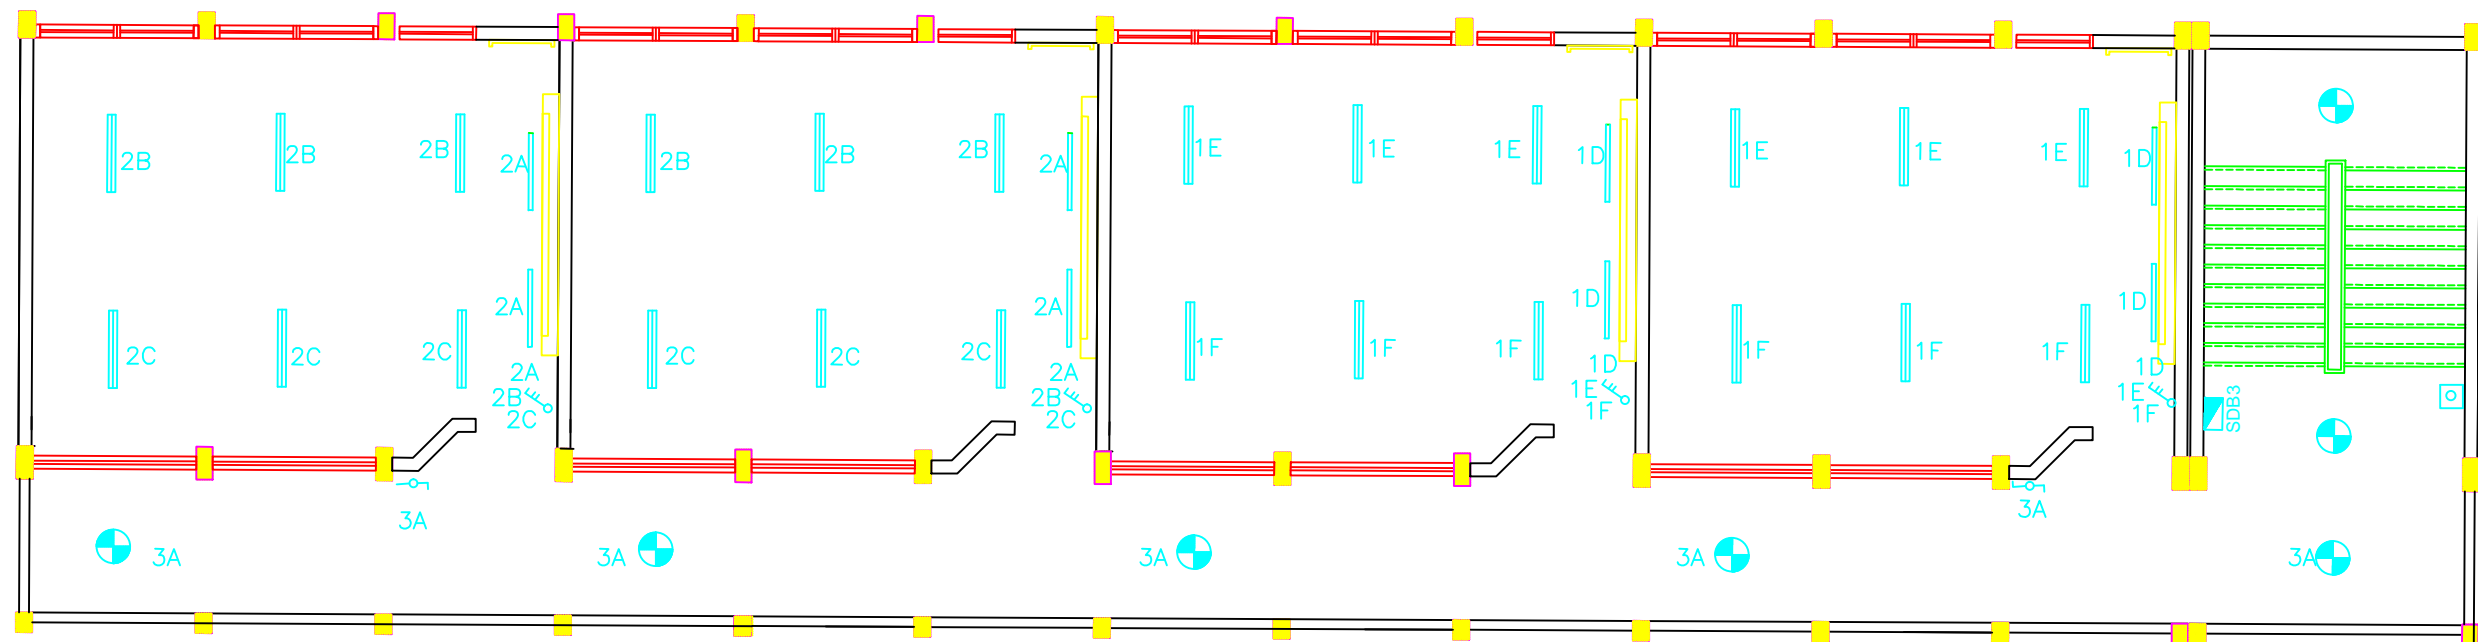 2B 2B 2B 2A 2B 2B 2B 2A 1E 1E 1E 1D 1E 1E 1E 1D
2A 2A 1D 1D
2C 2C 2C 2C 2C 2C 1F 1F 1F 1F 1F 1F
2A 2A 1D 1D
2B 2B 1E 1E SDB3
2C 2C 1F 1F
3A 3A
3A 3A 3A 3A 3A